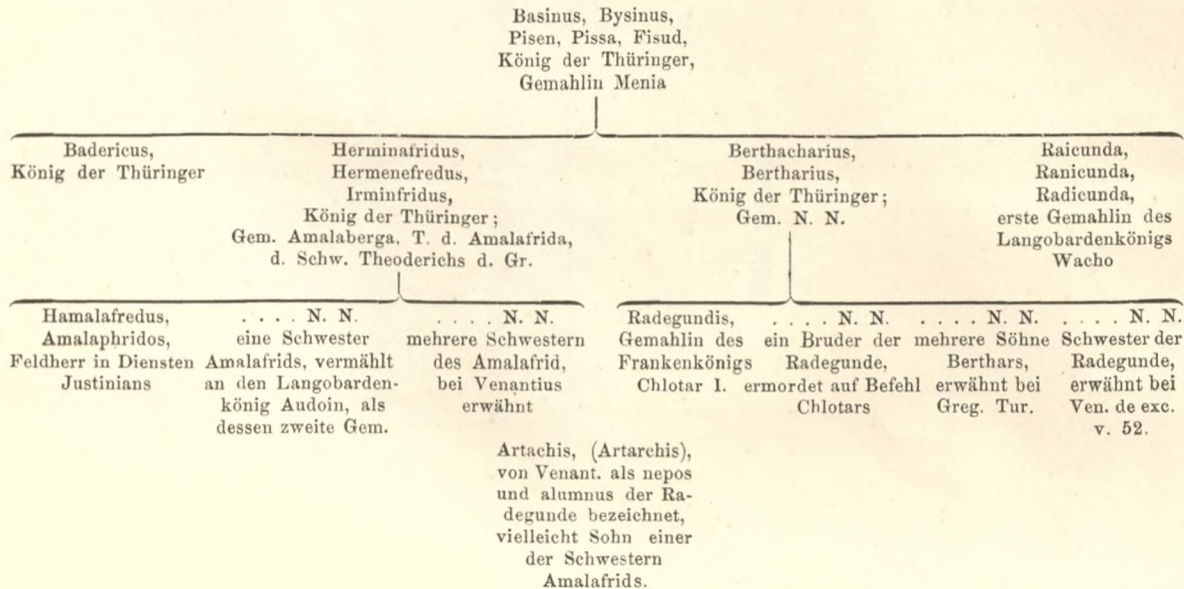 Basinus, Bysinus,
Pisen, Pissa, Fisud,
König der Thüringer,
Gemahlin Menia
Badericus,
König der Thüringer
Herminafridus,
Hermenefredus,
Irminfridus,
König der Thüringer;
Gem. Amalaberga, T. d. Amalafrida,
d. Schw. Theoderichs d. Gr.
Berthacharius,
Bertharius,
König der Thüringer;
Gem. N. N.
Raicunda,
Ranicunda,
Radicunda,
erste Gemahlin des
Langobardenkönigs
Wacho
Hamalafredus,
Amalaphridos,
Feldherr in Diensten
Justinians
. . . . N. N.
eine Schwester
Amalafrids, vermählt
an den Langobarden-
könig Audoin, als
dessen zweite Gem.
. . . . N. N.
mehrere Schwestern
des Amalafrid,
bei Venantius
erwähnt
Radegundis,
Gemahlin des
Frankenkönigs
Chlotar I.
. . . . N. N.
ein Bruder der
Radegunde,
ermordet auf Befehl
Chlotars
. . . . N. N.
mehrere Söhne
Berthars,
erwähnt bei
Greg. Tur.
. . . . N. N.
Schwester der
Radegunde,
erwähnt bei
Ven. de exc.
v. 52.
Artachis, (Artarchis),
von Venant. als nepos
und alumnus der Ra-
degunde bezeichnet,
vielleicht Sohn einer
der Schwestern
Amalafrids.